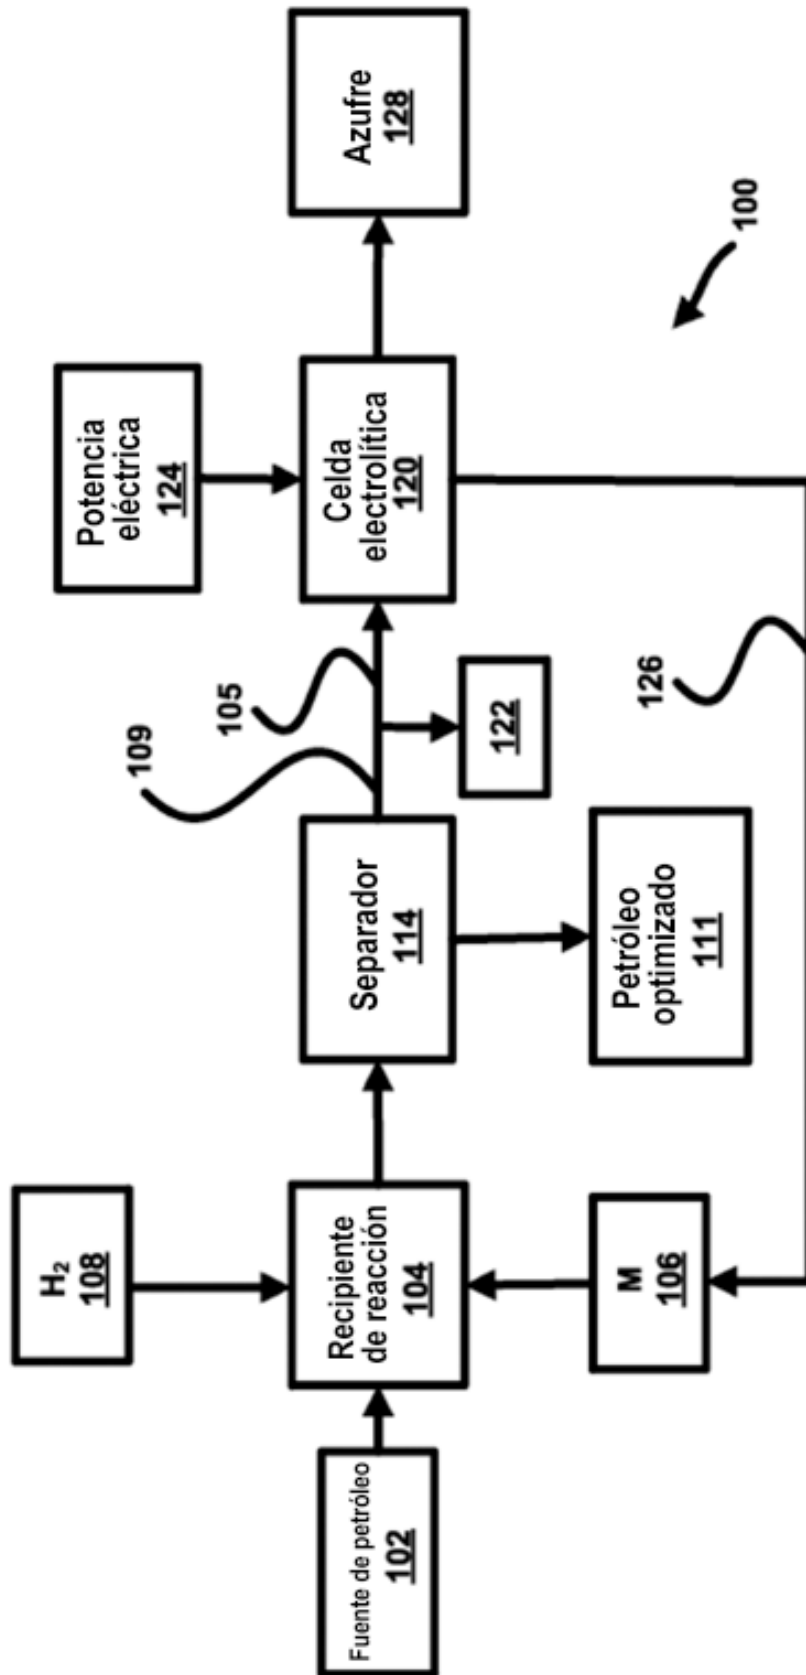 H₂
108
Potencia
eléctrica
124
109
105
Fuente de petróleo
102
Recipiente
de reacción
104
Separador
114
Celda
electrolítica
120
Azufre
128
122
100
M
106
Petróleo
optimizado
111
126